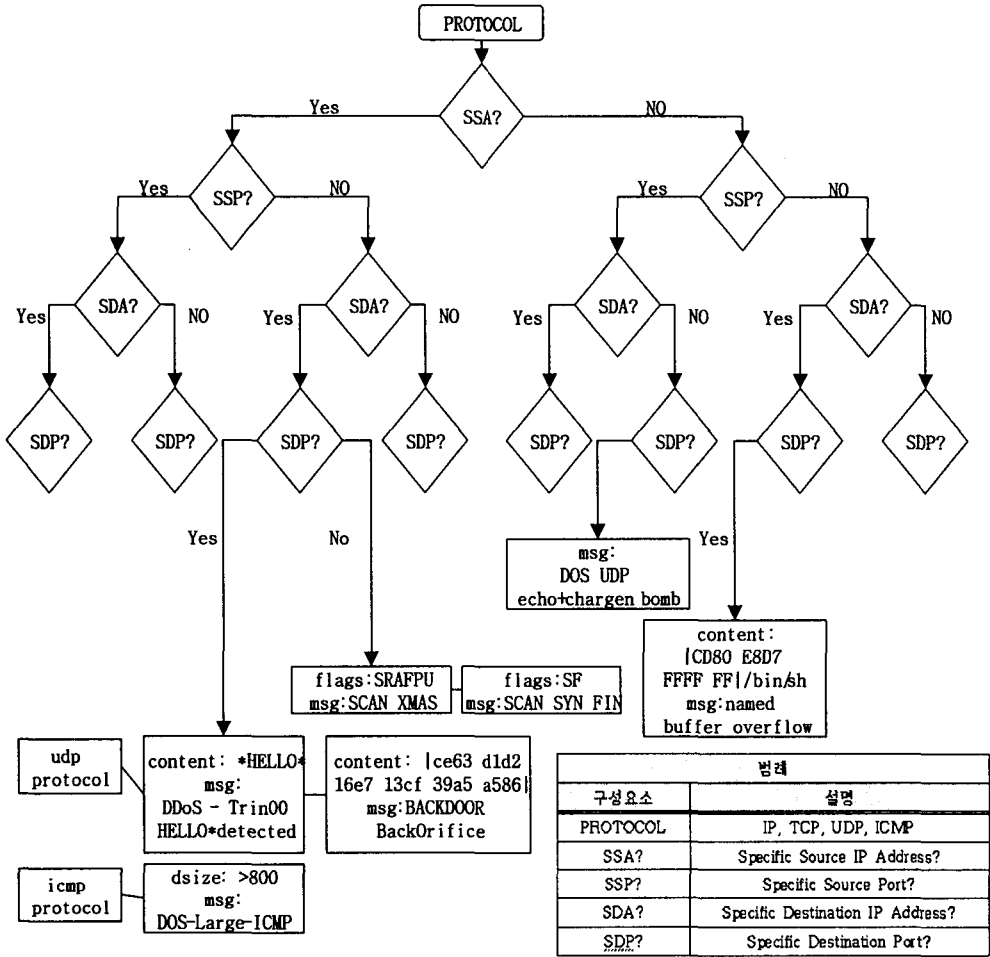 PROTOCOL
SSA?
Yes
NO
SSP?
SSP?
Yes
NO
Yes
NO
SDA?
SDA?
SDA?
SDA?
Yes
NO
Yes
NO
Yes
NO
Yes
NO
SDP?
SDP?
SDP?
SDP?
SDP?
SDP?
SDP?
SDP?
Yes
No
Yes
msg:
DOS UDP
echo+chargen bomb
content:
|CD80 E8D7
FFFF FF|/bin/sh
msg:named
buffer overflow
flags:SRAFPU
msg:SCAN XMAS
flags:SF
msg:SCAN SYN FIN
udp
protocol
content: *HELLO*
msg:
DDoS - Trin00
HELLO*detected
content: |ce63 d1d2
16e7 13cf 39a5 a586|
msg:BACKDOOR
BackOrifice
icmp
protocol
dsize: >800
msg:
DOS-Large-ICMP
범례
구성요소 설명
PROTOCOL IP, TCP, UDP, ICMP
SSA? Specific Source IP Address?
SSP? Specific Source Port?
SDA? Specific Destination IP Address?
SDP? Specific Destination Port?